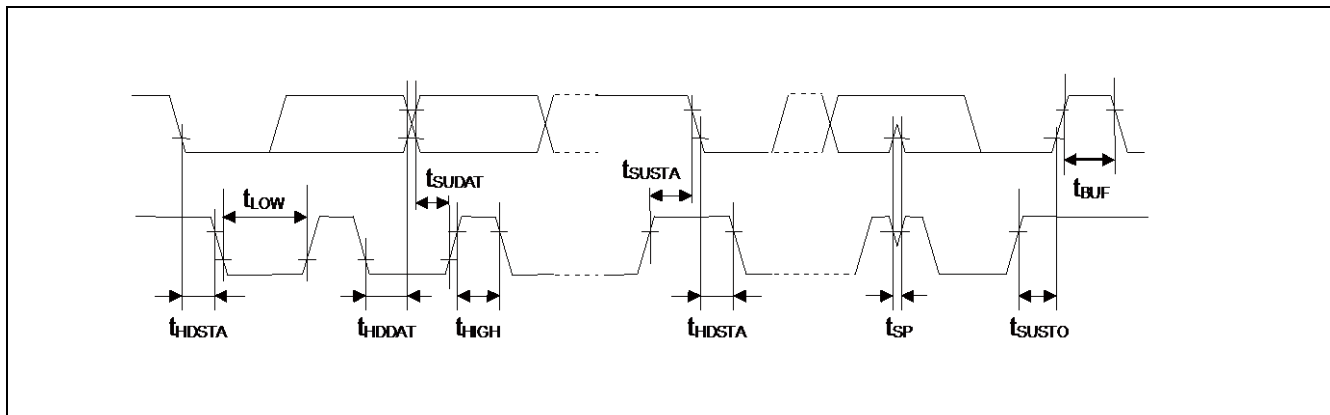 tSUDAT
tSUSTA
tLOW
tBUF
tHDSTA
tHDDAT
tHIGH
tHDSTA
tSP
tSUSTO